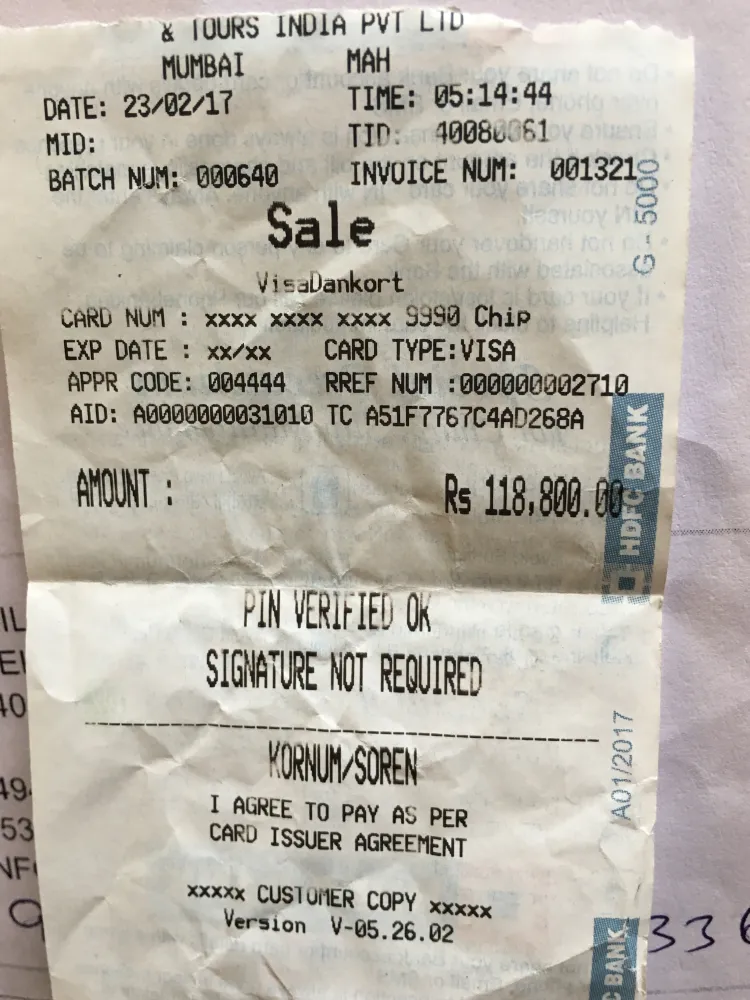 & TOURS INDIA PVT LTD
MUMBAI MAH
DATE: 23/02/17 TIME: 05:14:44
MID: TID: 40080061
BATCH NUM: 000640 INVOICE NUM: 001321
Sale
VisaDankort
CARD NUM : xxxx xxxx xxxx 9990 Chip
EXP DATE : xx/xx CARD TYPE:VISA
APPR CODE: 004444 RREF NUM :000000002710
AID: A0000000031010 TC A51F7767C4AD268A
AMOUNT : Rs 118,800.00
PIN VERIFIED OK
SIGNATURE NOT REQUIRED
KORNUM/SOREN
I AGREE TO PAY AS PER
CARD ISSUER AGREEMENT
xxxxx CUSTOMER COPY xxxxx
Version V-05.26.02
G - 5000
HDFC BANK
A01/2017
C BANK
336